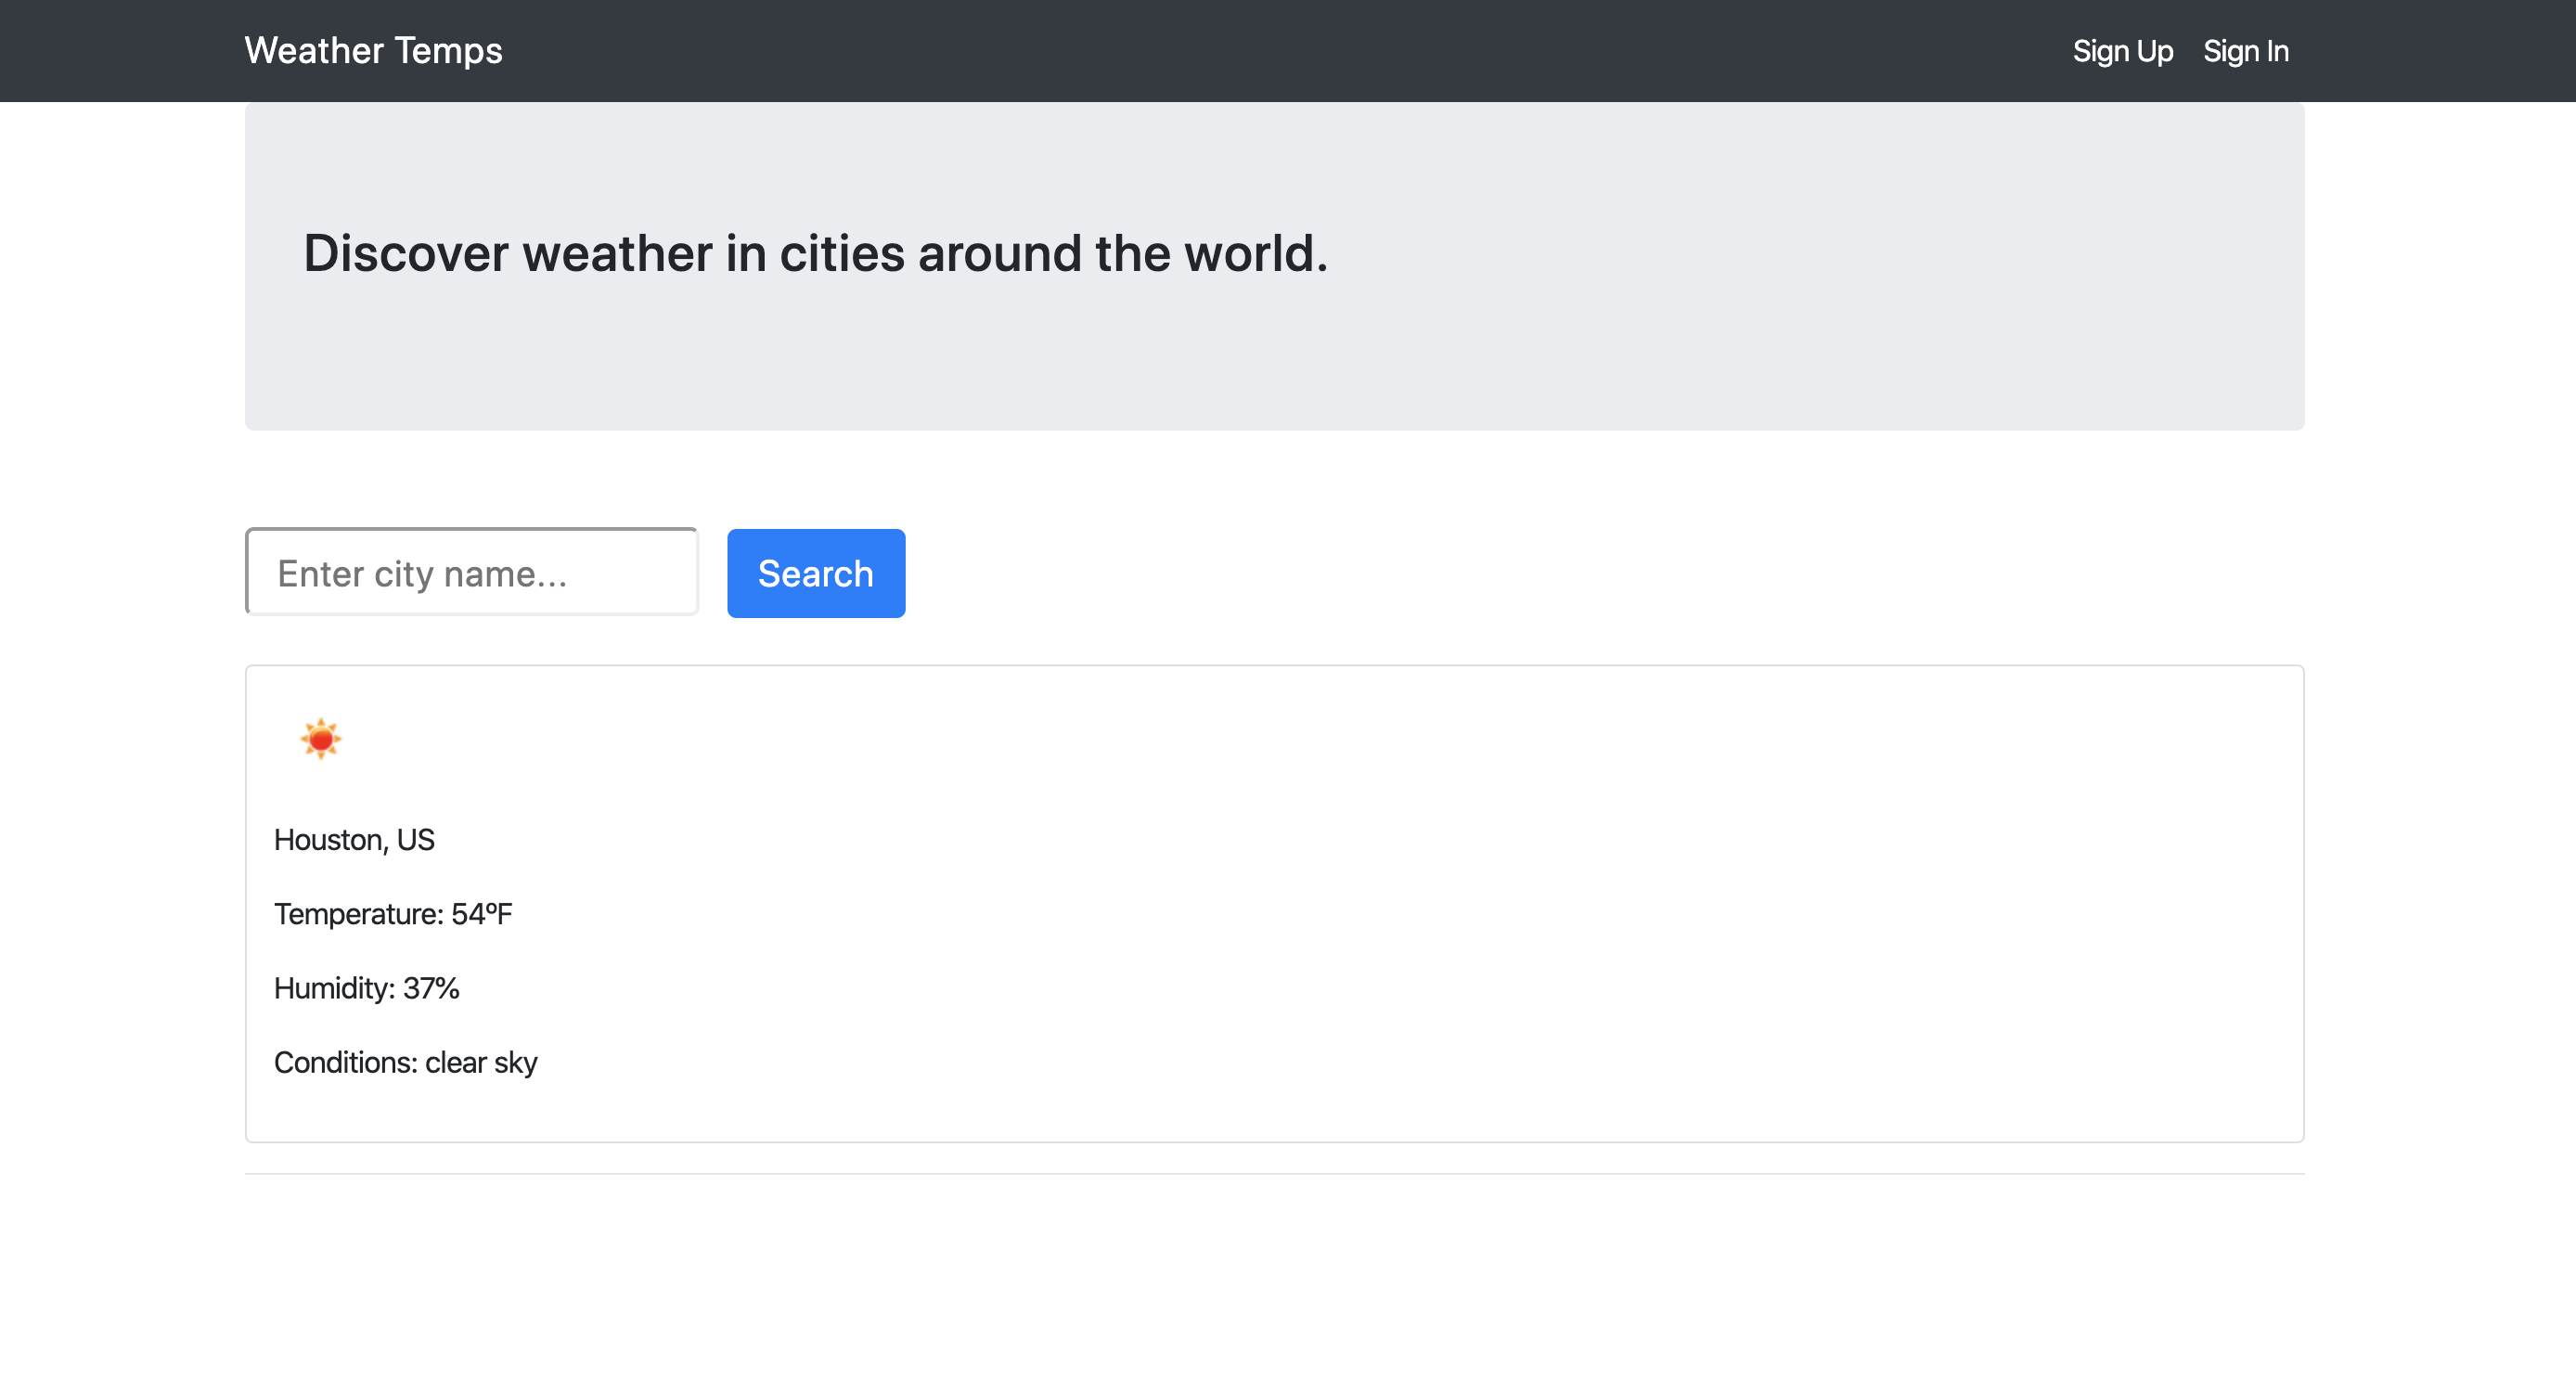 Weather Temps
Sign Up Sign In
Discover weather in cities around the world.
Enter city name...
Search
Houston, US
Temperature: 54ºF
Humidity: 37%
Conditions: clear sky